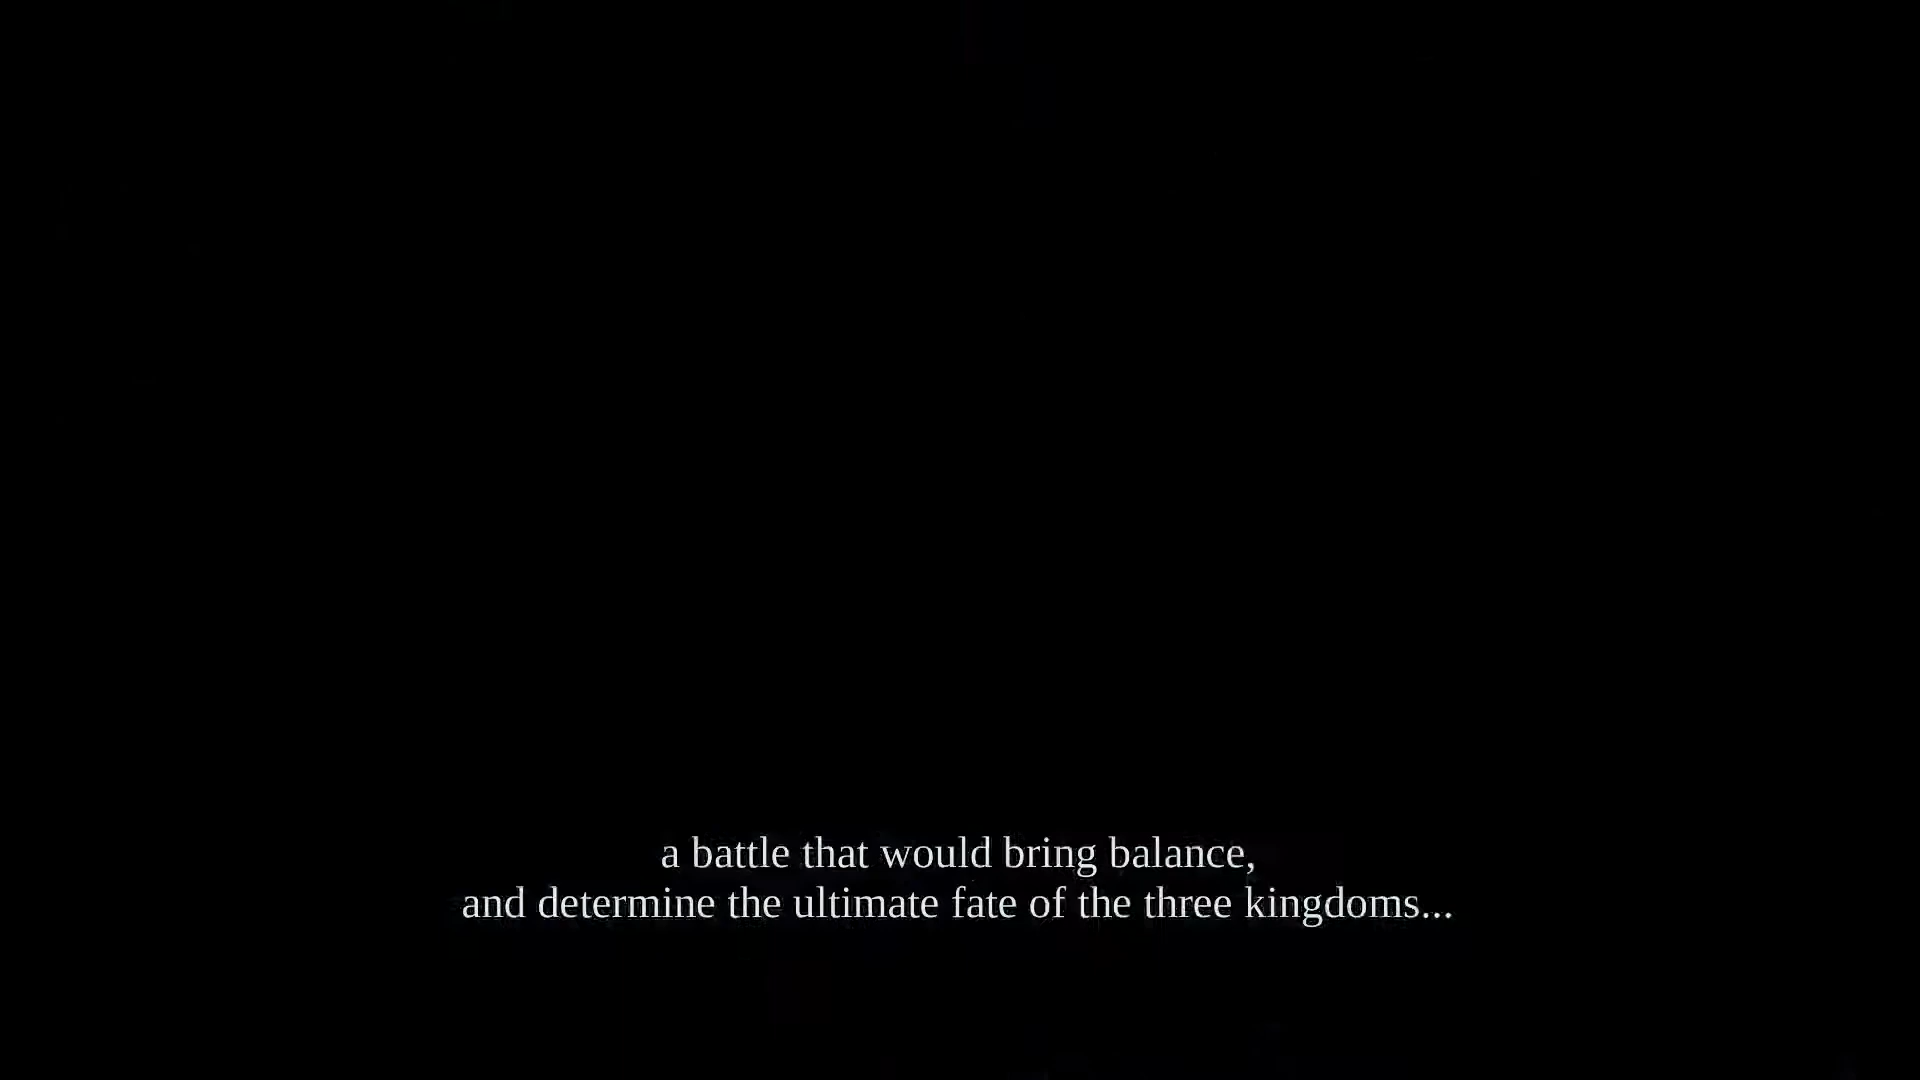 a battle that would bring balance,
and determine the ultimate fate of the three kingdoms...